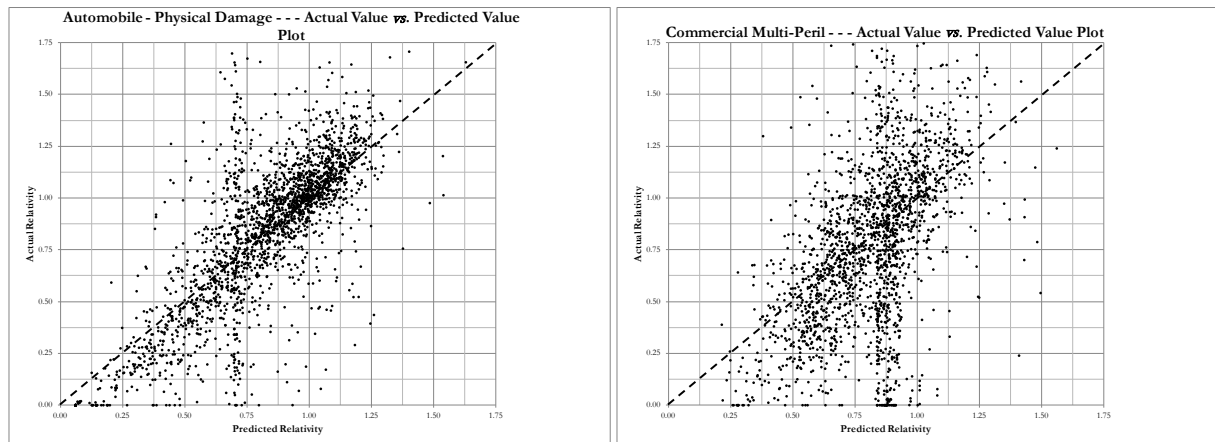 Automobile - Physical Damage - - - Actual Value vs. Predicted Value
Plot
1.75
1.50
1.25
1.00
0.75
0.50
0.25
0.00
Actual Relativity
0.00 0.25 0.50 0.75 1.00 1.25 1.50 1.75
Predicted Relativity
Commercial Multi-Peril - - - Actual Value vs. Predicted Value Plot
1.75
1.50
1.25
1.00
0.75
0.50
0.25
0.00
Actual Relativity
0.00 0.25 0.50 0.75 1.00 1.25 1.50 1.75
Predicted Relativity